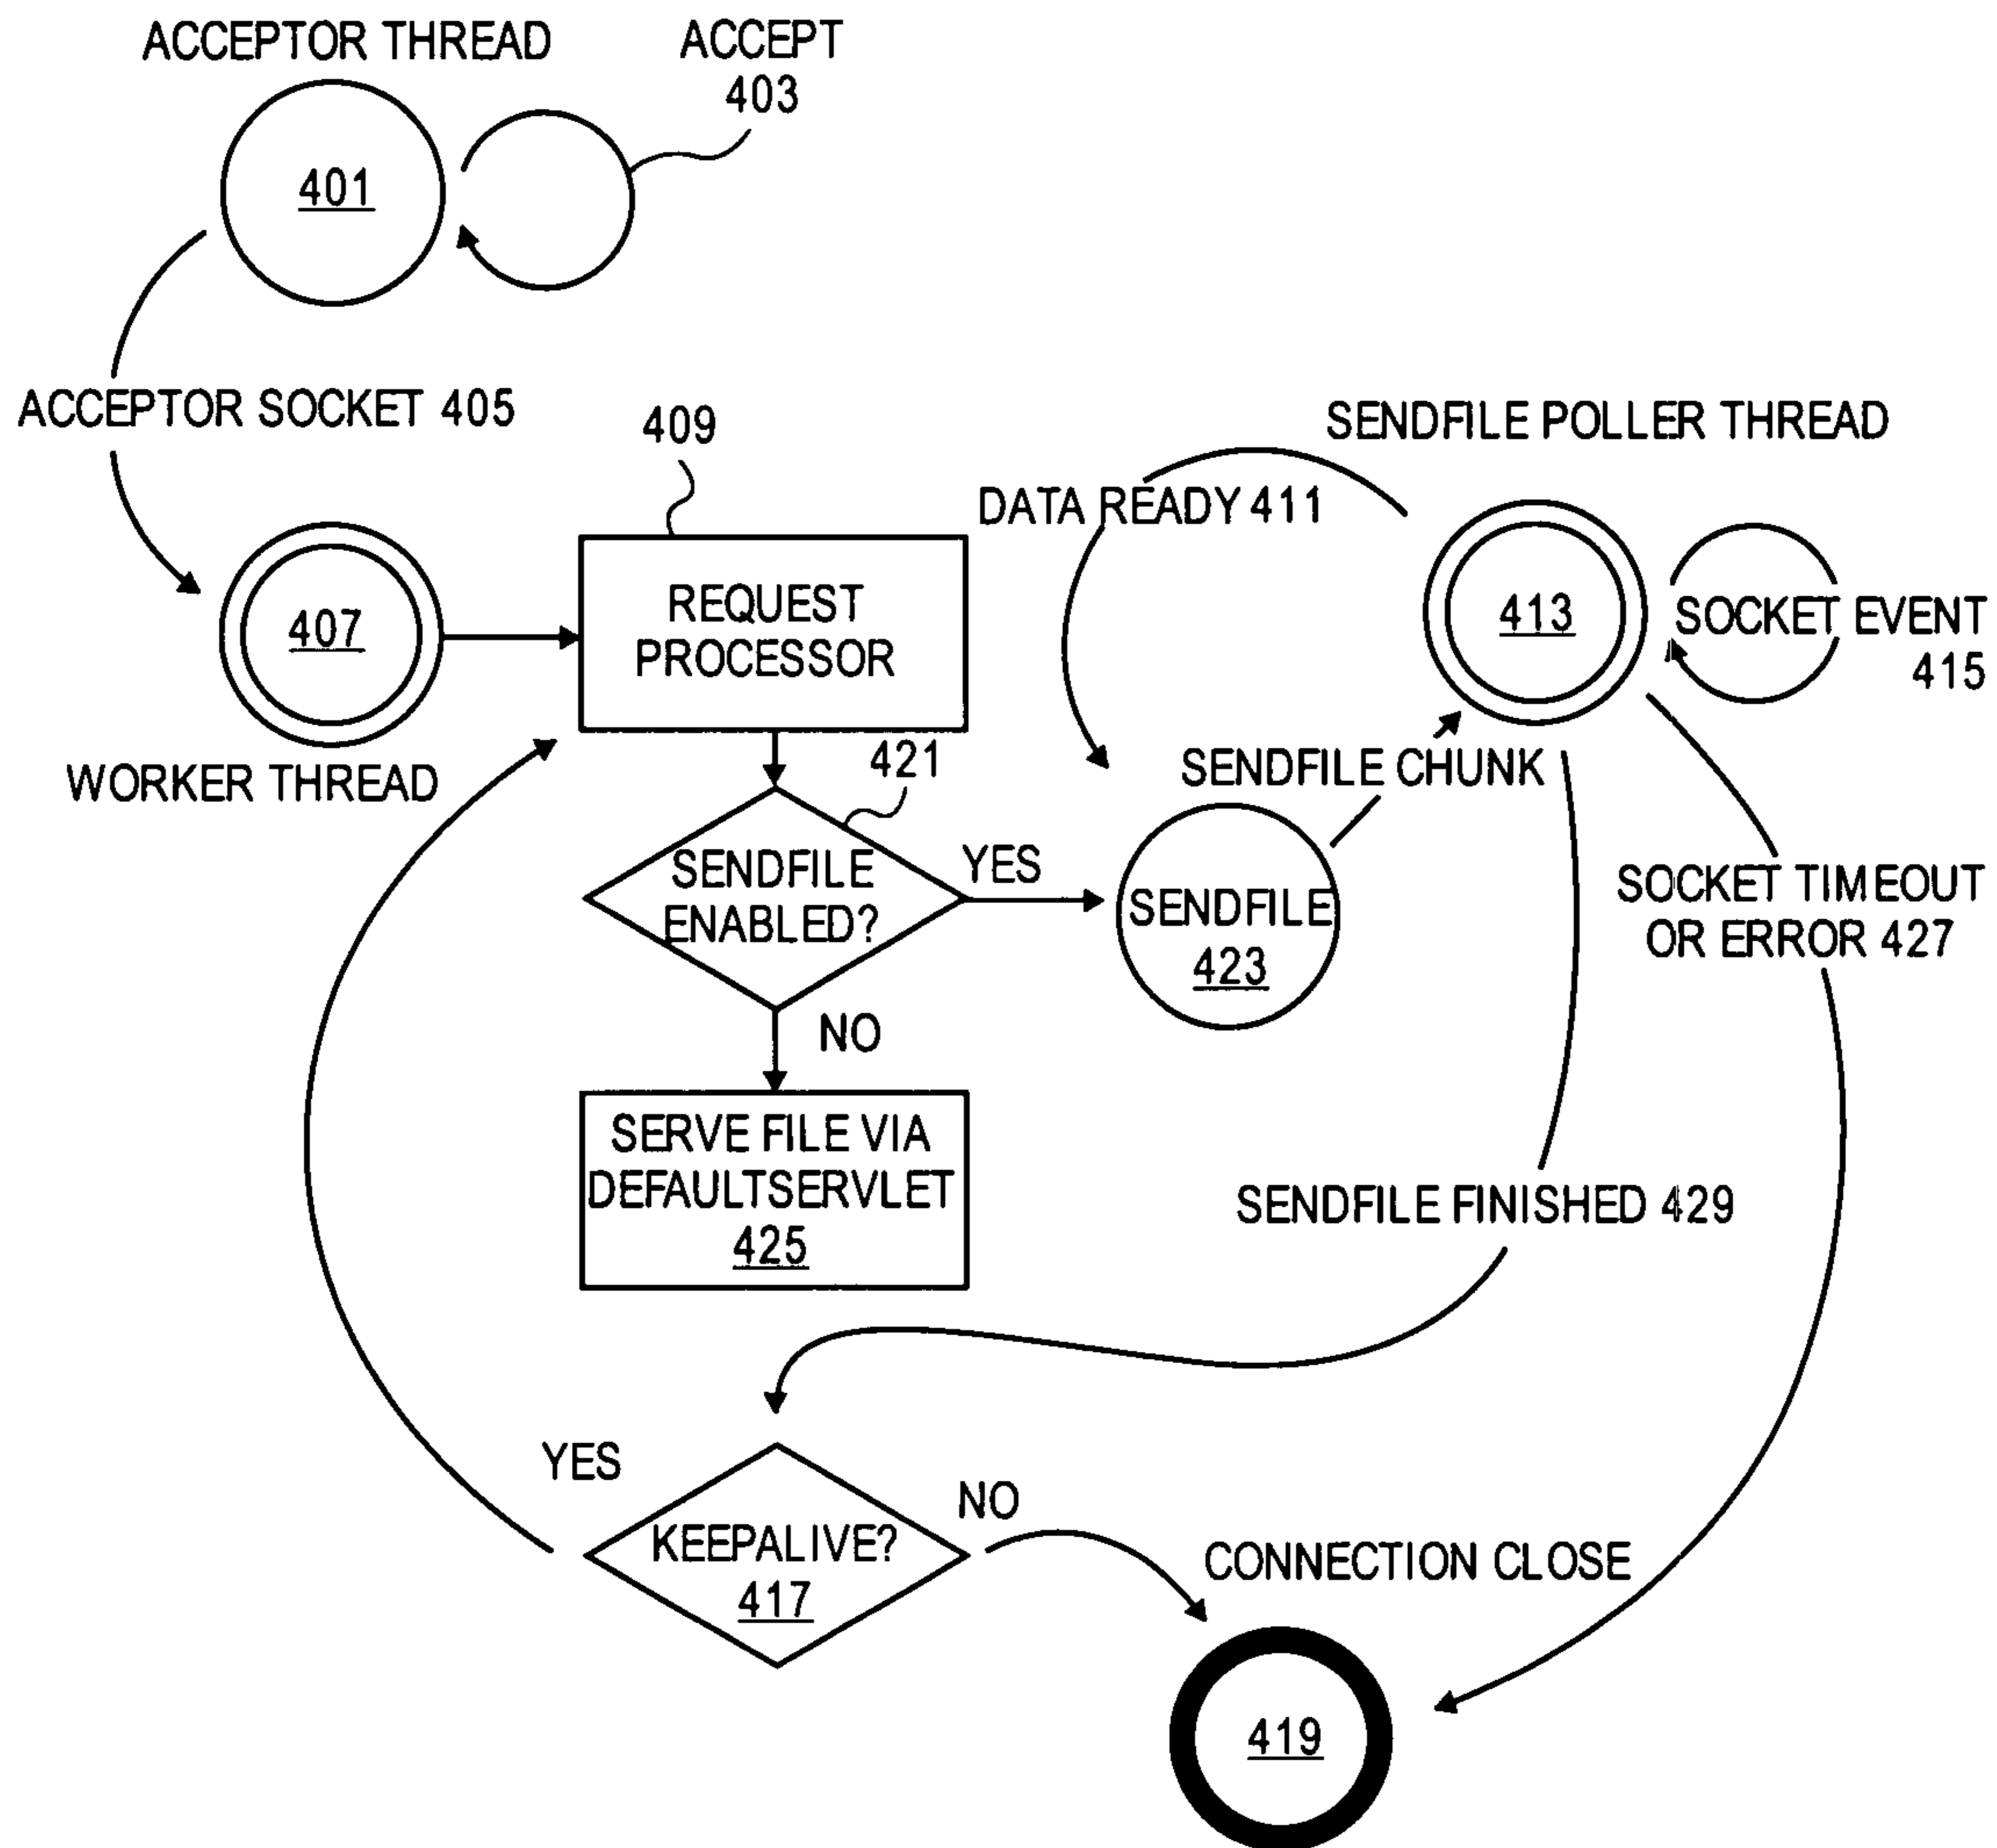 ACCEPTOR THREAD
ACCEPT
403
401
ACCEPTOR SOCKET 405
409
SENDFILE POLLER THREAD
DATA READY 411
407
REQUEST
PROCESSOR
413
SOCKET EVENT
415
WORKER THREAD
421
SENDFILE CHUNK
SENDFILE
ENABLED?
YES
SENDFILE
423
SOCKET TIMEOUT
OR ERROR 427
NO
SERVE FILE VIA
DEFAULTSERVLET
425
SENDFILE FINISHED 429
YES
KEEPALIVE?
417
NO
CONNECTION CLOSE
419